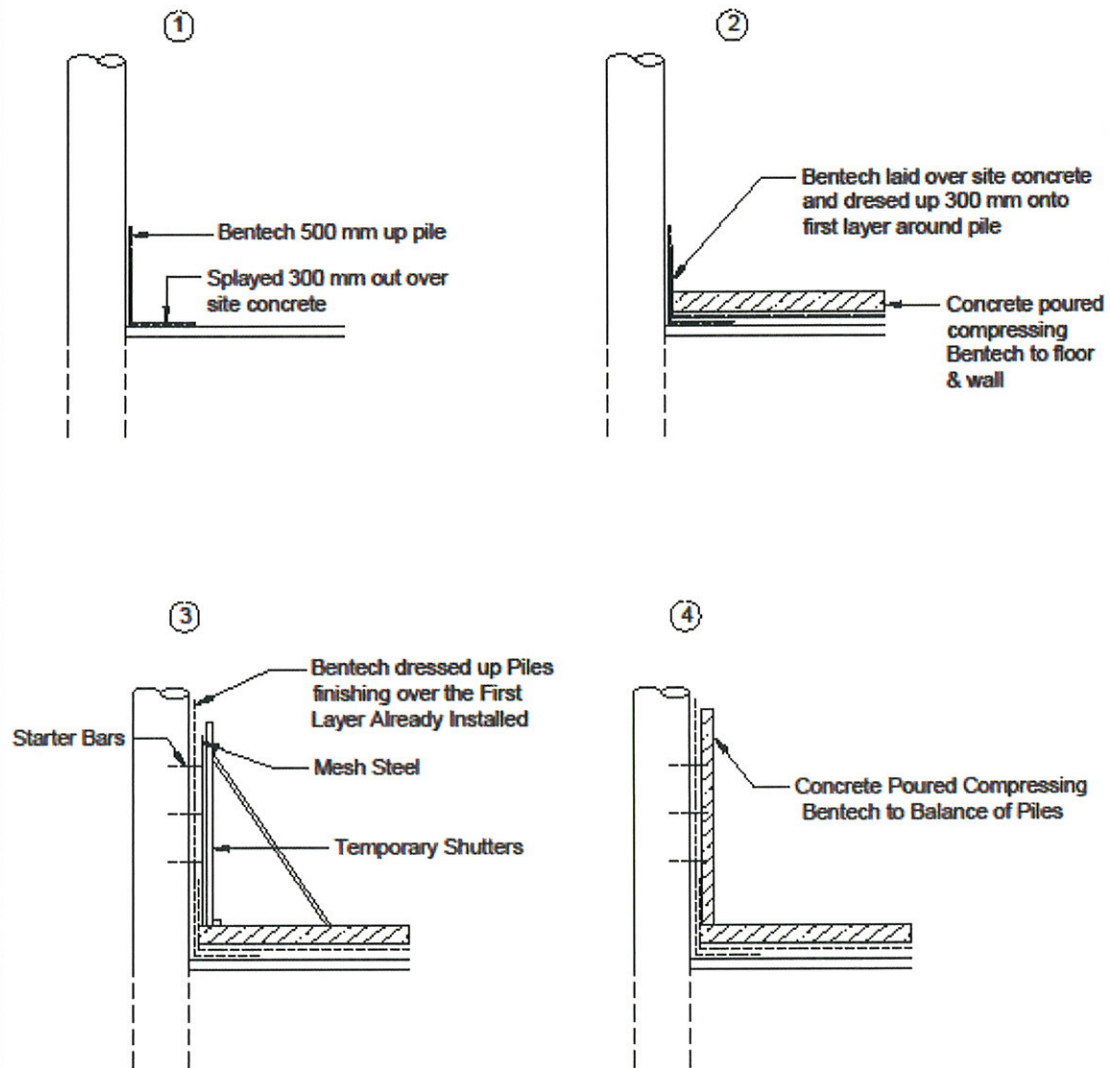 1
2
Bentech 500 mm up pile
Splayed 300 mm out over
site concrete
Bentech laid over site concrete
and dresed up 300 mm onto
first layer around pile
Concrete poured
compressing
Bentech to floor
& wall
3
4
Bentech dressed up Piles
finishing over the First
Layer Already Installed
Starter Bars
Mesh Steel
Temporary Shutters
Concrete Poured Compressing
Bentech to Balance of Piles